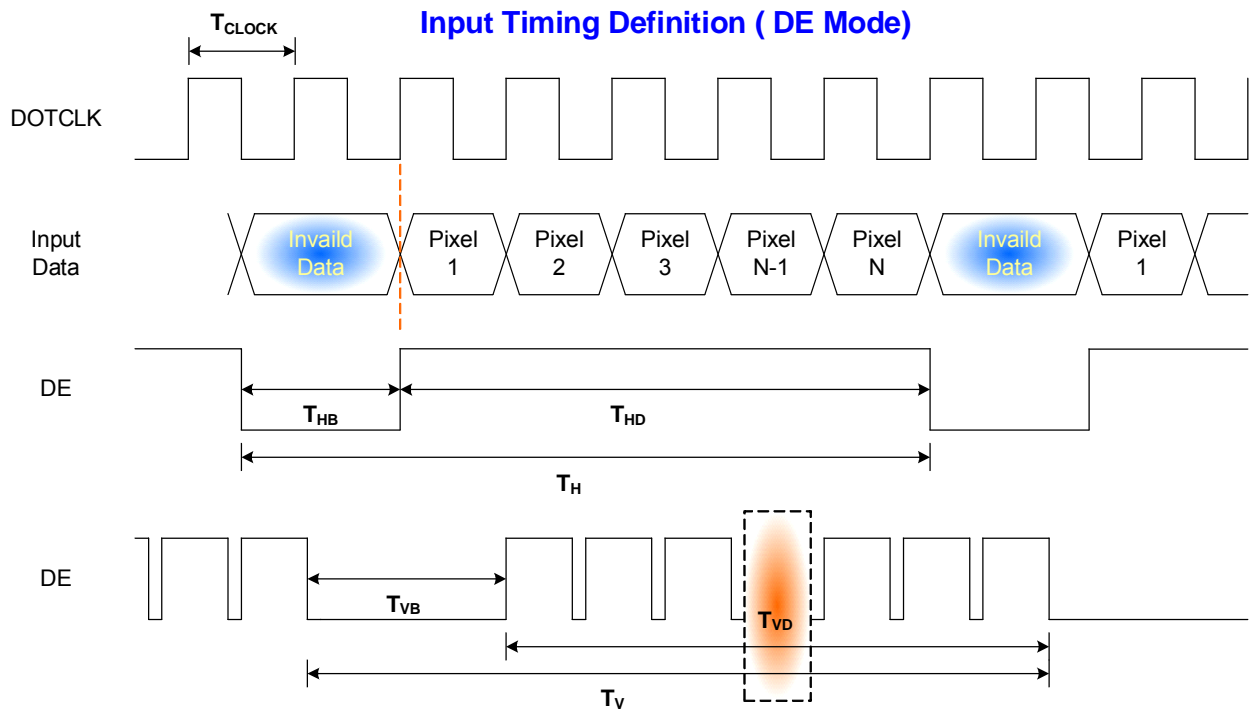 Input Timing Definition ( DE Mode)
TCLOCK
DOTCLK
Input
Data
Invaild
Data
Pixel
1
Pixel
2
Pixel
3
Pixel
N-1
Pixel
N
Invaild
Data
Pixel
1
DE
THB
THD
TH
DE
TVB
TVD
TV